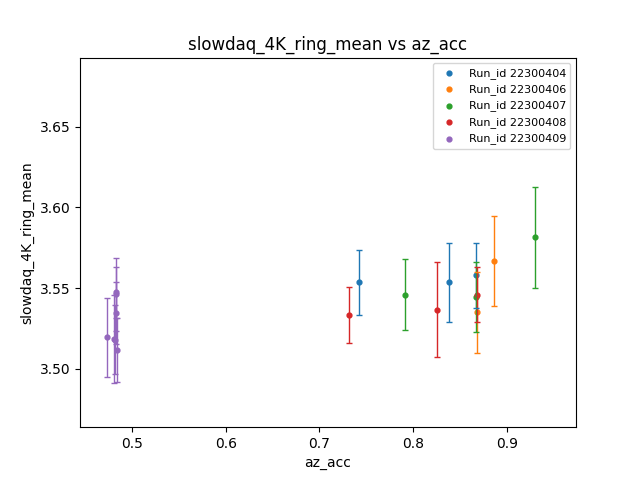 slowdaq_4K_ring_mean vs az_acc
Run_id 22300404
Run_id 22300406
Run_id 22300407
Run_id 22300408
Run_id 22300409
slowdaq_4K_ring_mean
3.65
3.60
3.55
3.50
0.5
0.6
0.7
0.8
0.9
az_acc